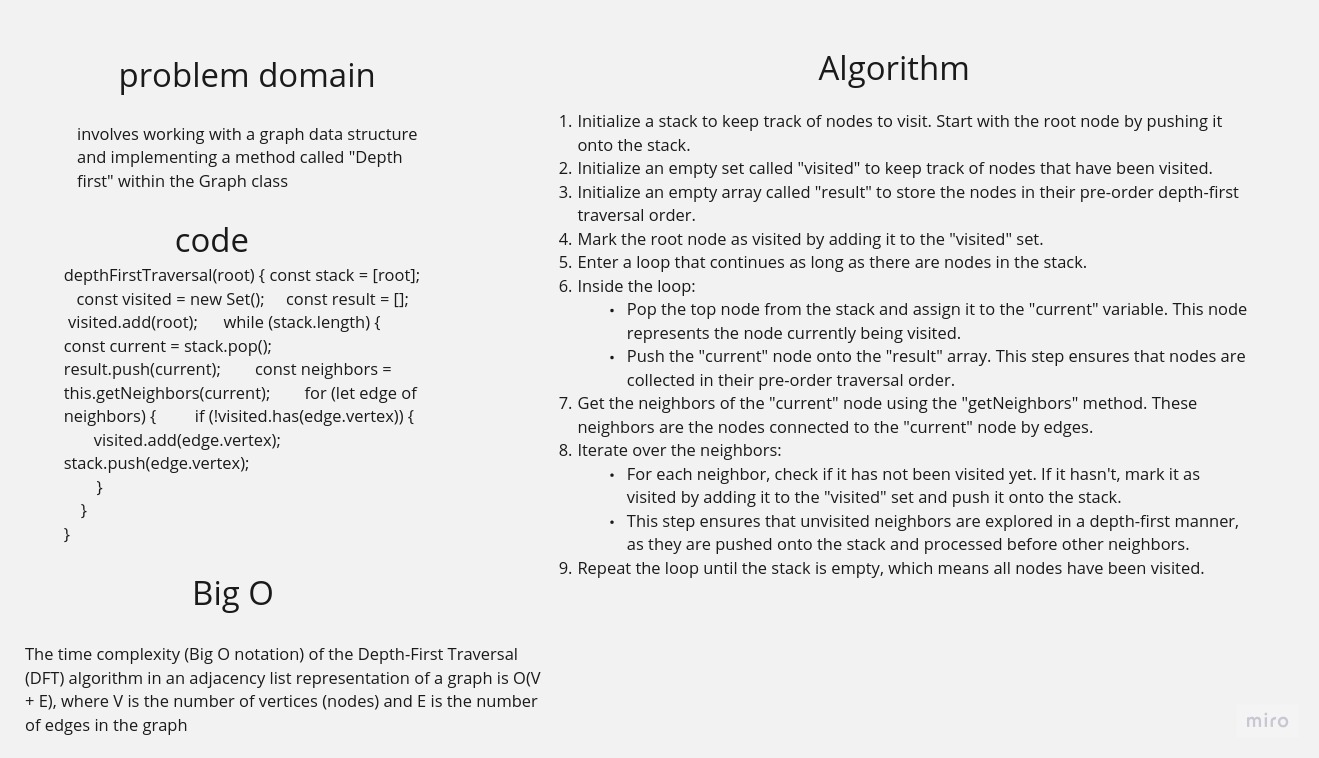 problem domain
involves working with a graph data structure
and implementing a method called "Depth
first" within the Graph class
code
depthFirstTraversal(root) { const stack = [root];
const visited = new Set(); const result = [];
visited.add(root); while (stack.length) {
const current = stack.pop();
result.push(current); const neighbors =
this.getNeighbors(current); for (let edge of
neighbors) { if (!visited.has(edge.vertex)) {
visited.add(edge.vertex);
stack.push(edge.vertex);
}
}
}
Big O
The time complexity (Big O notation) of the Depth-First Traversal
(DFT) algorithm in an adjacency list representation of a graph is O(V
+ E), where V is the number of vertices (nodes) and E is the number
of edges in the graph
Algorithm
1. Initialize a stack to keep track of nodes to visit. Start with the root node by pushing it
onto the stack.
2. Initialize an empty set called "visited" to keep track of nodes that have been visited.
3. Initialize an empty array called "result" to store the nodes in their pre-order depth-first
traversal order.
4. Mark the root node as visited by adding it to the "visited" set.
5. Enter a loop that continues as long as there are nodes in the stack.
6. Inside the loop:
• Pop the top node from the stack and assign it to the "current" variable. This node
represents the node currently being visited.
• Push the "current" node onto the "result" array. This step ensures that nodes are
collected in their pre-order traversal order.
7. Get the neighbors of the "current" node using the "getNeighbors" method. These
neighbors are the nodes connected to the "current" node by edges.
8. Iterate over the neighbors:
• For each neighbor, check if it has not been visited yet. If it hasn't, mark it as
visited by adding it to the "visited" set and push it onto the stack.
• This step ensures that unvisited neighbors are explored in a depth-first manner,
as they are pushed onto the stack and processed before other neighbors.
9. Repeat the loop until the stack is empty, which means all nodes have been visited.
miro